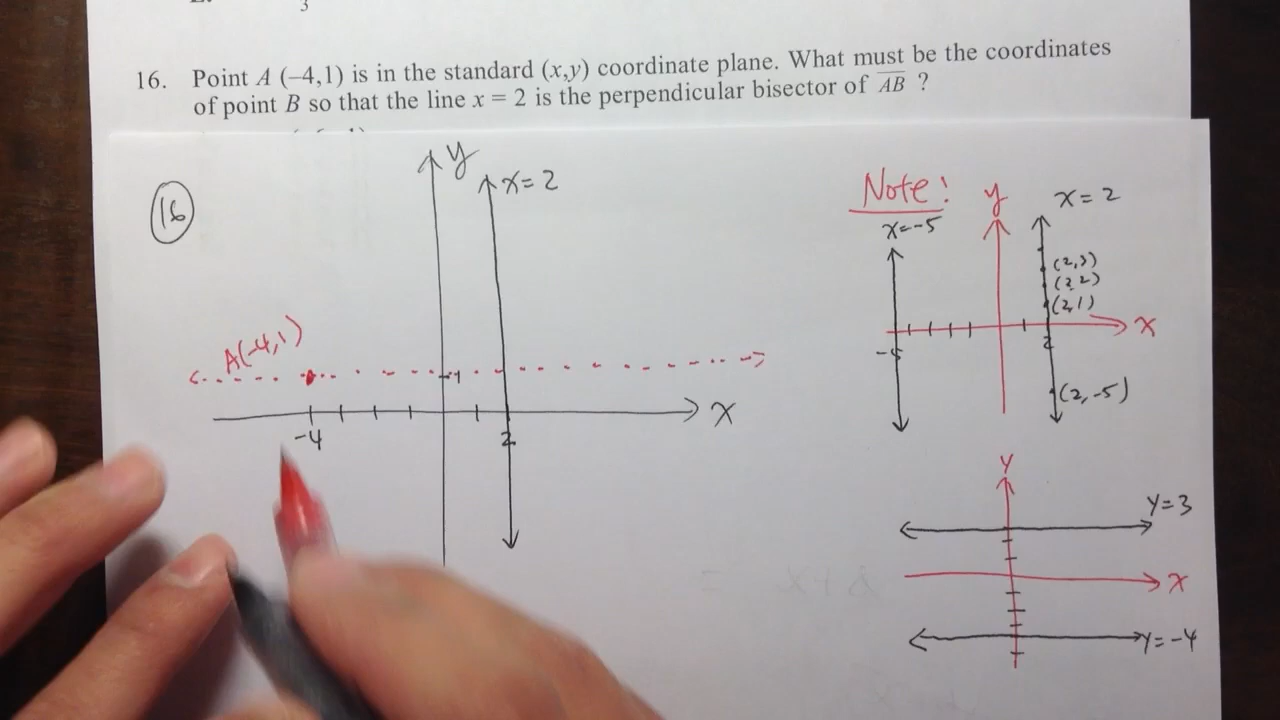 3
16. Point A (−4,1) is in the standard (x,y) coordinate plane. What must be the coordinates
of point B so that the line x = 2 is the perpendicular bisector of AB ?
16
y
x=2
A(-4,1)
1
x
-4
2
Note!
y
x=2
x=-5
(2,3)
(2 2)
(2,1)
x
-5
2
(2,-5)
y
y=3
x
y=-4